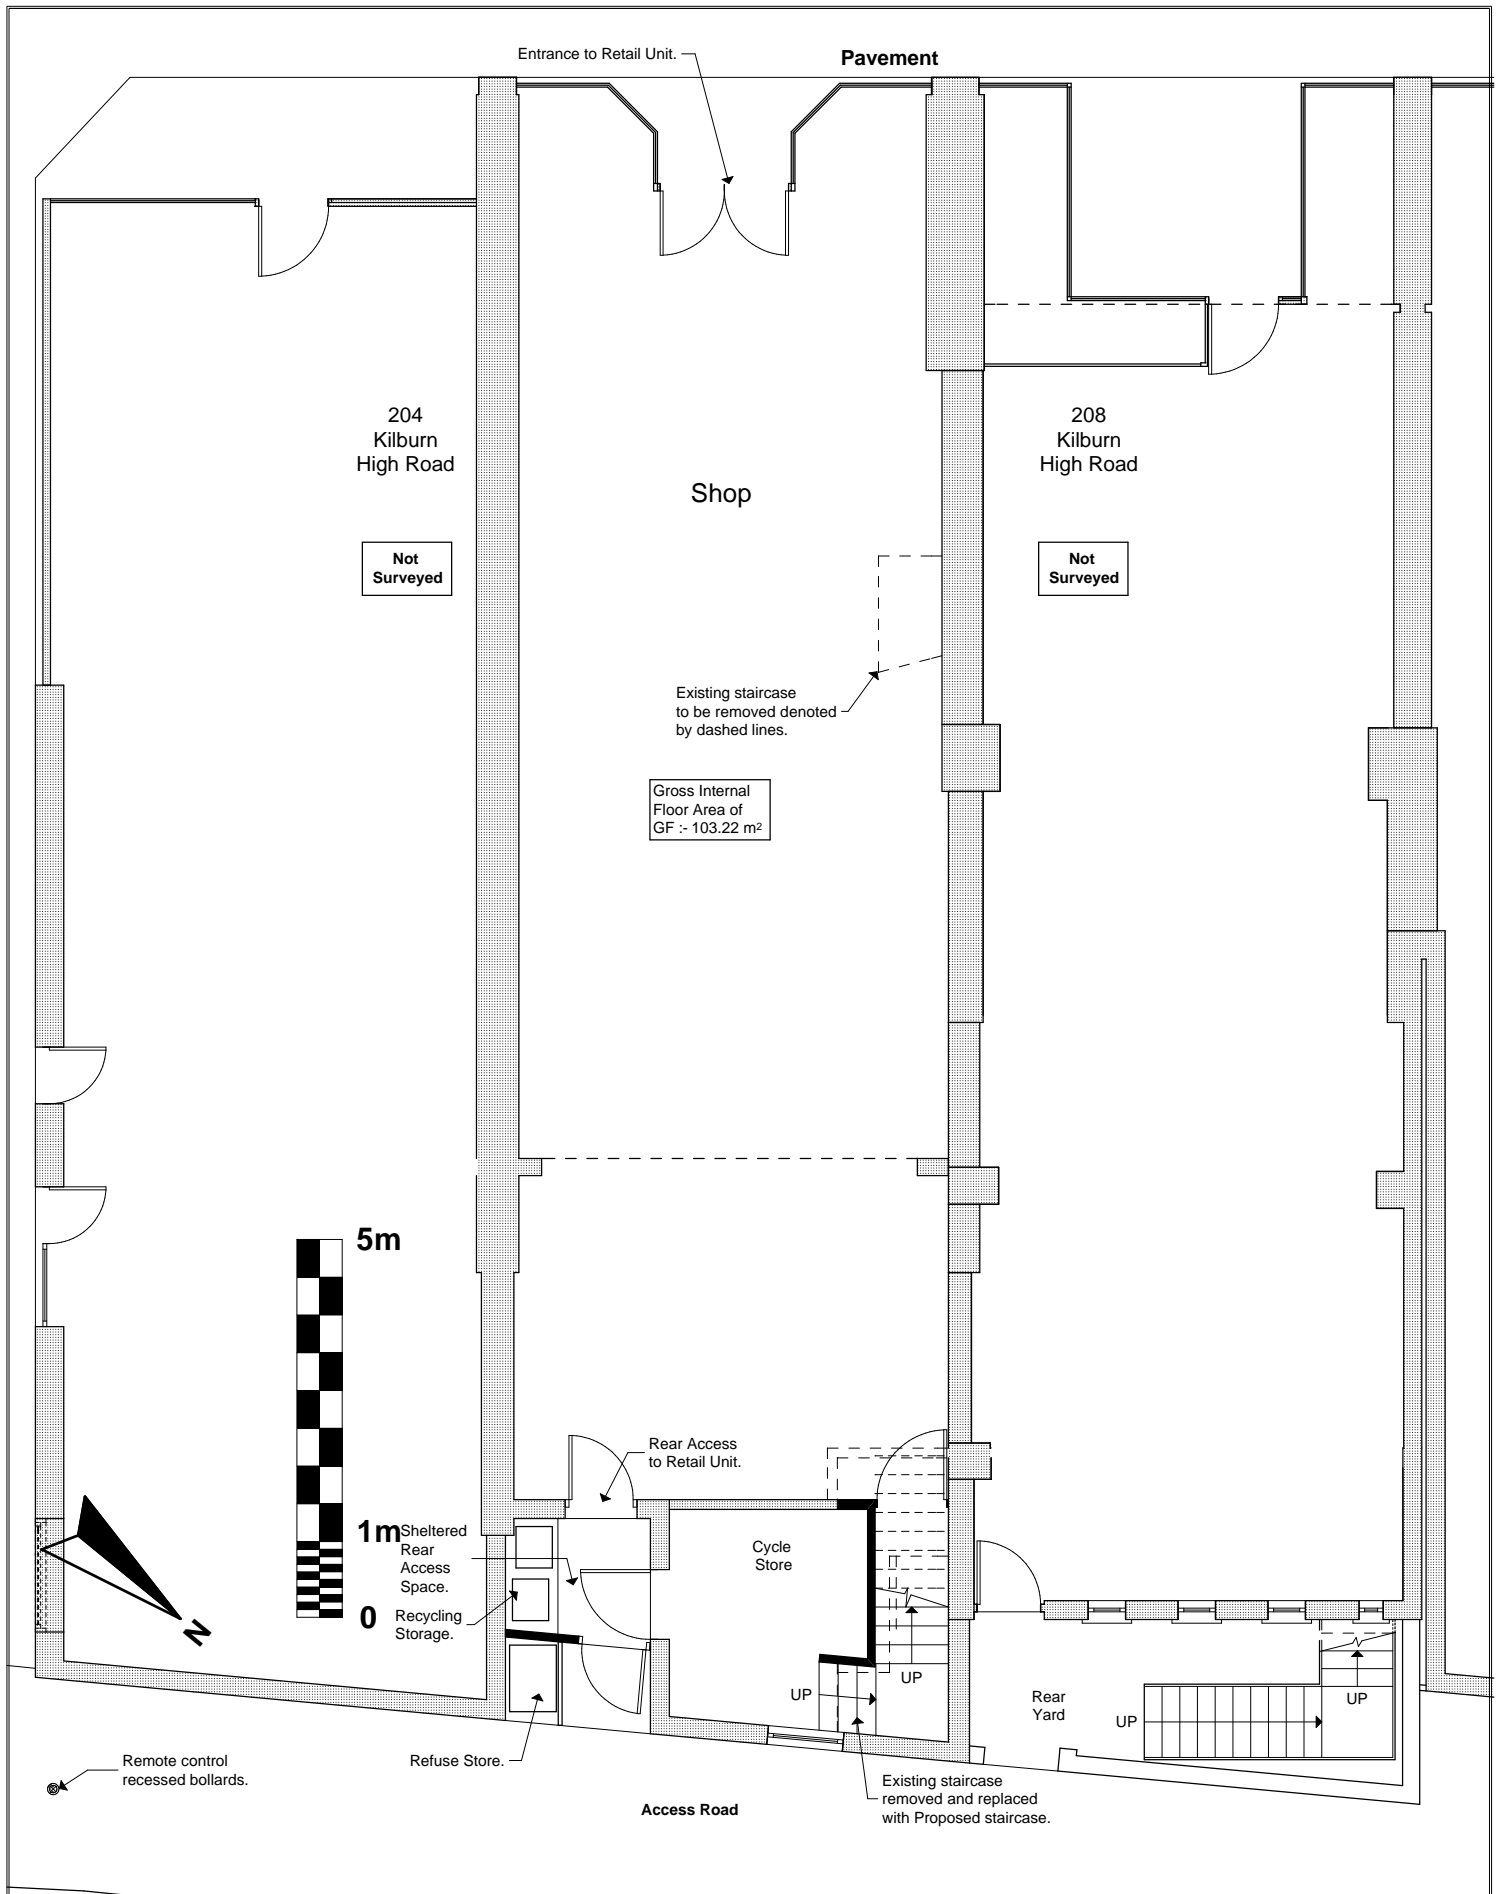 Entrance to Retail Unit.
Pavement
204
Kilburn
High Road
208
Kilburn
High Road
Shop
Not
Surveyed
Not
Surveyed
Existing staircase
to be removed denoted
by dashed lines.
Gross Internal
Floor Area of
GF :- 103.22 m²
5m
Rear Access
to Retail Unit.
1m
Sheltered
Rear
Access
Space.
Cycle
Store
0
Recycling
Storage.
N
UP
UP
Rear
Yard
UP
UP
Remote control
recessed bollards.
Refuse Store.
Existing staircase
removed and replaced
with Proposed staircase.
Access Road